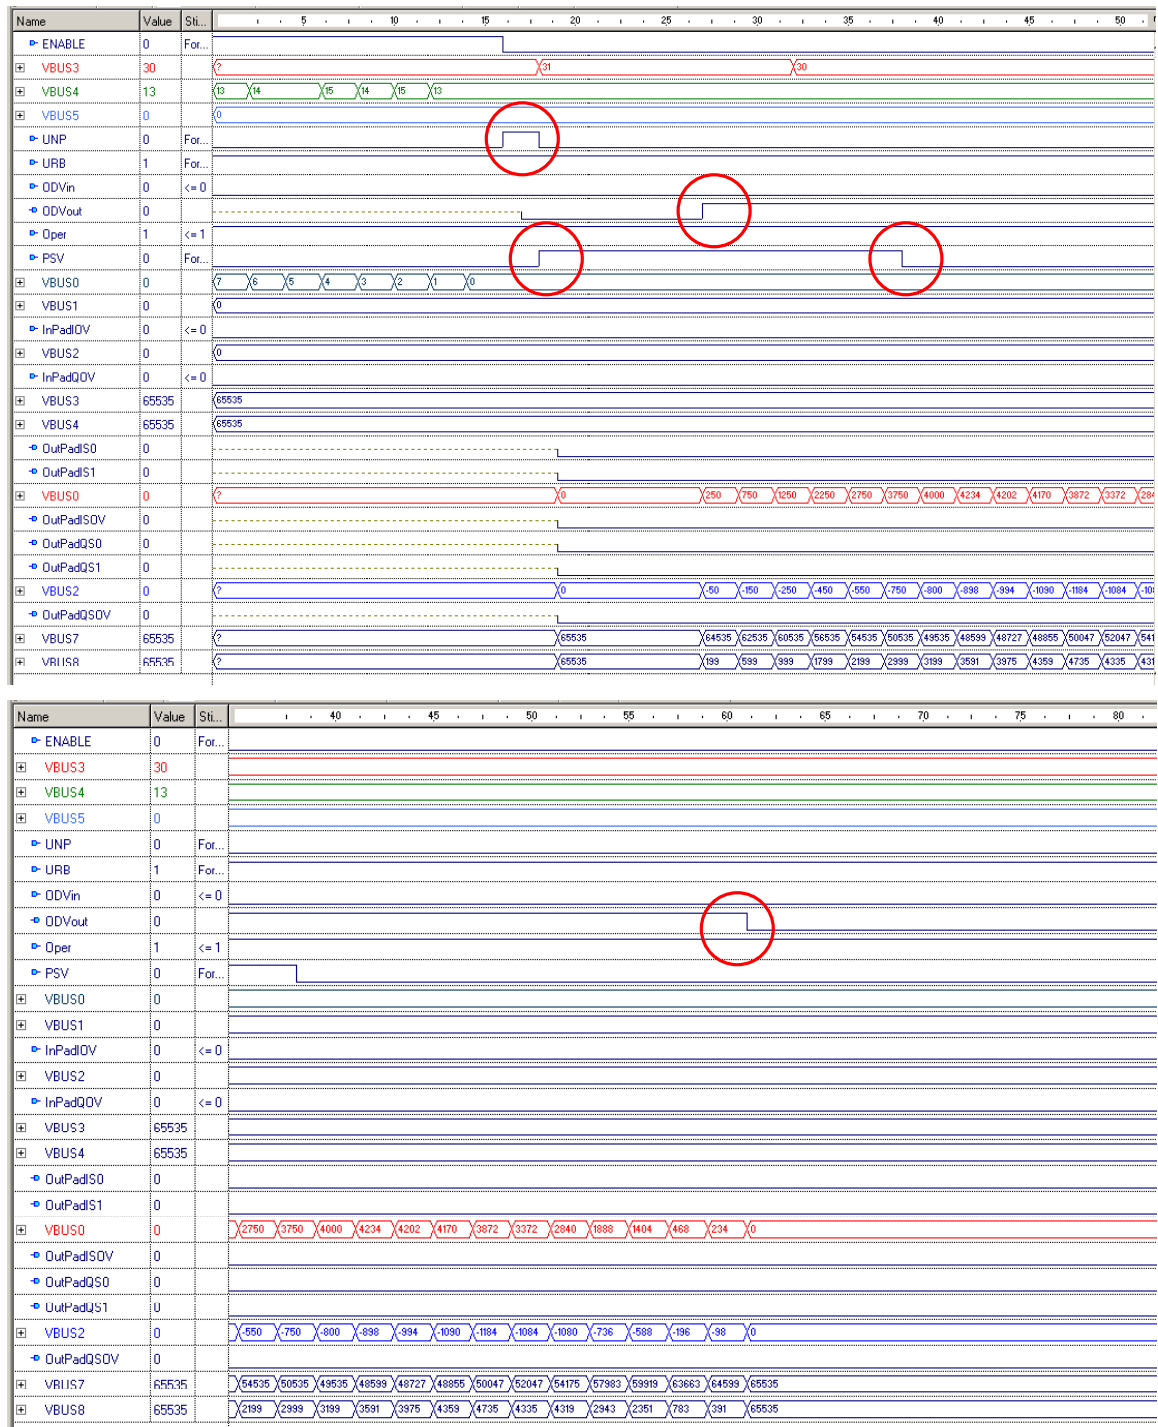 Name Value Sti... 5 10 15 20 25 30 35 40 45 50
ENABLE 0 For...
VBUS3 30 ? 31 30
VBUS4 13 13 14 15 14 15 13
VBUS5 0 0
UNP 0 For...
URB 1 For...
ODVin 0 <= 0
ODVout 0
Oper 1 <= 1
PSV 0 For...
VBUS0 0 7 6 5 4 3 2 1 0
VBUS1 0 0
InPadIOV 0 <= 0
VBUS2 0 0
InPadQOV 0 <= 0
VBUS3 65535 65535
VBUS4 65535 65535
OutPadIS0 0
OutPadIS1 0
VBUS0 0 ? 0 250 750 1250 2250 2750 3750 4000 4234 4202 4170 3872 3372 284
OutPadISOV 0
OutPadQS0 0
OutPadQS1 0
VBUS2 0 ? 0 -50 -150 -250 -450 -550 -750 -800 -898 -994 -1090 -1184 -1084 -108
OutPadQSOV 0
VBUS7 65535 ? 65535 64535 62535 60535 56535 54535 50535 49535 48599 48727 48855 50047 52047 541
VBUS8 65535 ? 65535 199 599 999 1799 2199 2999 3199 3591 3975 4359 4735 4335 431
Name Value Sti... 40 45 50 55 60 65 70 75 80
ENABLE 0 For...
VBUS3 30
VBUS4 13
VBUS5 0
UNP 0 For...
URB 1 For...
ODVin 0 <= 0
ODVout 0
Oper 1 <= 1
PSV 0 For...
VBUS0 0
VBUS1 0
InPadIOV 0 <= 0
VBUS2 0
InPadQOV 0 <= 0
VBUS3 65535
VBUS4 65535
OutPadIS0 0
OutPadIS1 0
VBUS0 0 2750 3750 4000 4234 4202 4170 3872 3372 2840 1888 1404 468 234 0
OutPadISOV 0
OutPadQS0 0
OutPadQS1 0
VBUS2 0 -550 -750 -800 -898 -994 -1090 -1184 -1084 -1080 -736 -588 -196 -98 0
OutPadQSOV 0
VBUS7 65535 54535 50535 49535 48599 48727 48855 50047 52047 54175 57983 59919 63663 64599 65535
VBUS8 65535 2199 2999 3199 3591 3975 4359 4735 4335 4319 2943 2351 783 391 65535